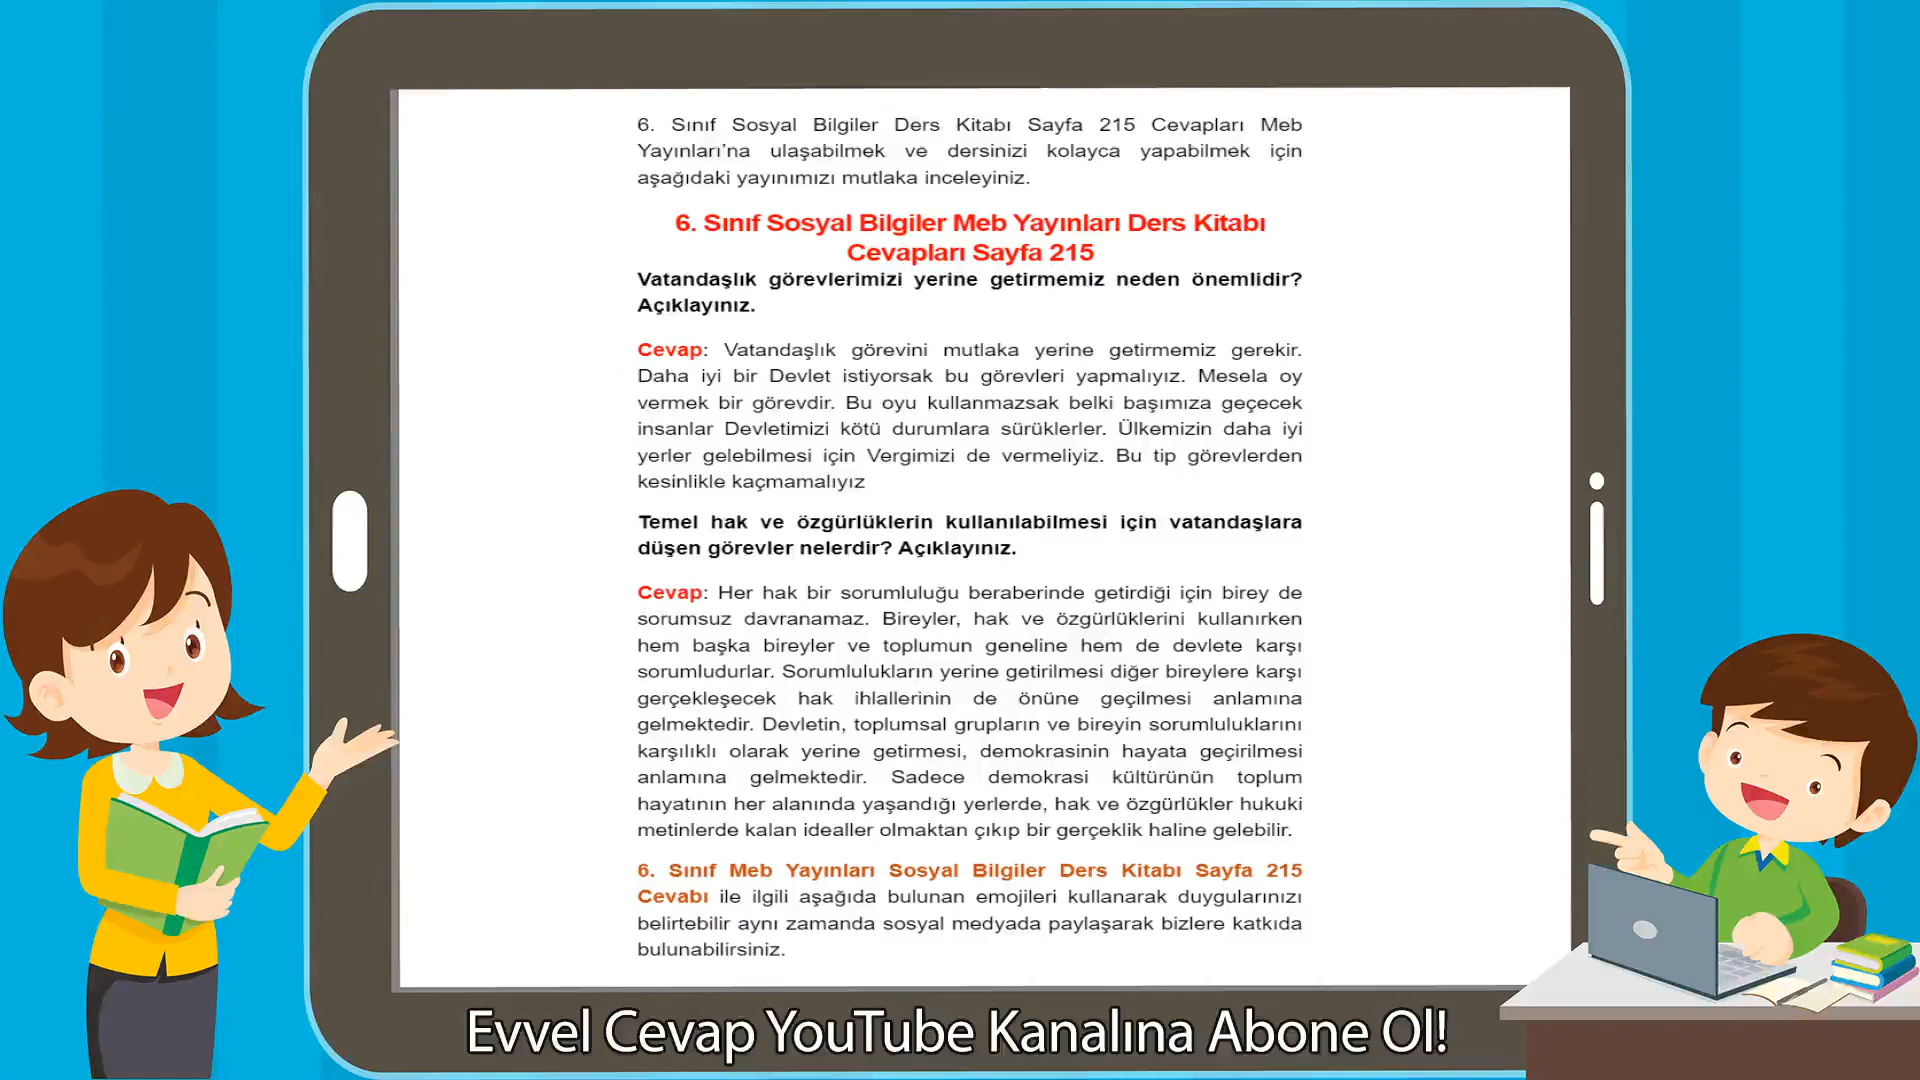 6. Sınıf Sosyal Bilgiler Ders Kitabı Sayfa 215 Cevapları Meb
Yayınları’na ulaşabilmek ve dersinizi kolayca yapabilmek için
aşağıdaki yayınımızı mutlaka inceleyiniz.
6. Sınıf Sosyal Bilgiler Meb Yayınları Ders Kitabı
Cevapları Sayfa 215
Vatandaşlık görevlerimizi yerine getirmemiz neden önemlidir?
Açıklayınız.
Cevap: Vatandaşlık görevini mutlaka yerine getirmemiz gerekir.
Daha iyi bir Devlet istiyorsak bu görevleri yapmalıyız. Mesela oy
vermek bir görevdir. Bu oyu kullanmazsak belki başımıza geçecek
insanlar Devletimizi kötü durumlara sürüklerler. Ülkemizin daha iyi
yerler gelebilmesi için Vergimizi de vermeliyiz. Bu tip görevlerden
kesinlikle kaçmamalıyız
Temel hak ve özgürlüklerin kullanılabilmesi için vatandaşlara
düşen görevler nelerdir? Açıklayınız.
Cevap: Her hak bir sorumluluğu beraberinde getirdiği için birey de
sorumsuz davranamaz. Bireyler, hak ve özgürlüklerini kullanırken
hem başka bireyler ve toplumun geneline hem de devlete karşı
sorumludurlar. Sorumlulukların yerine getirilmesi diğer bireylere karşı
gerçekleşecek hak ihlallerinin de önüne geçilmesi anlamına
gelmektedir. Devletin, toplumsal grupların ve bireyin sorumluluklarını
karşılıklı olarak yerine getirmesi, demokrasinin hayata geçirilmesi
anlamına gelmektedir. Sadece demokrasi kültürünün toplum
hayatının her alanında yaşandığı yerlerde, hak ve özgürlükler hukuki
metinlerde kalan idealler olmaktan çıkıp bir gerçeklik haline gelebilir.
6. Sınıf Meb Yayınları Sosyal Bilgiler Ders Kitabı Sayfa 215
Cevabı ile ilgili aşağıda bulunan emojileri kullanarak duygularınızı
belirtebilir aynı zamanda sosyal medyada paylaşarak bizlere katkıda
bulunabilirsiniz.
Evvel Cevap YouTube Kanalına Abone Ol!